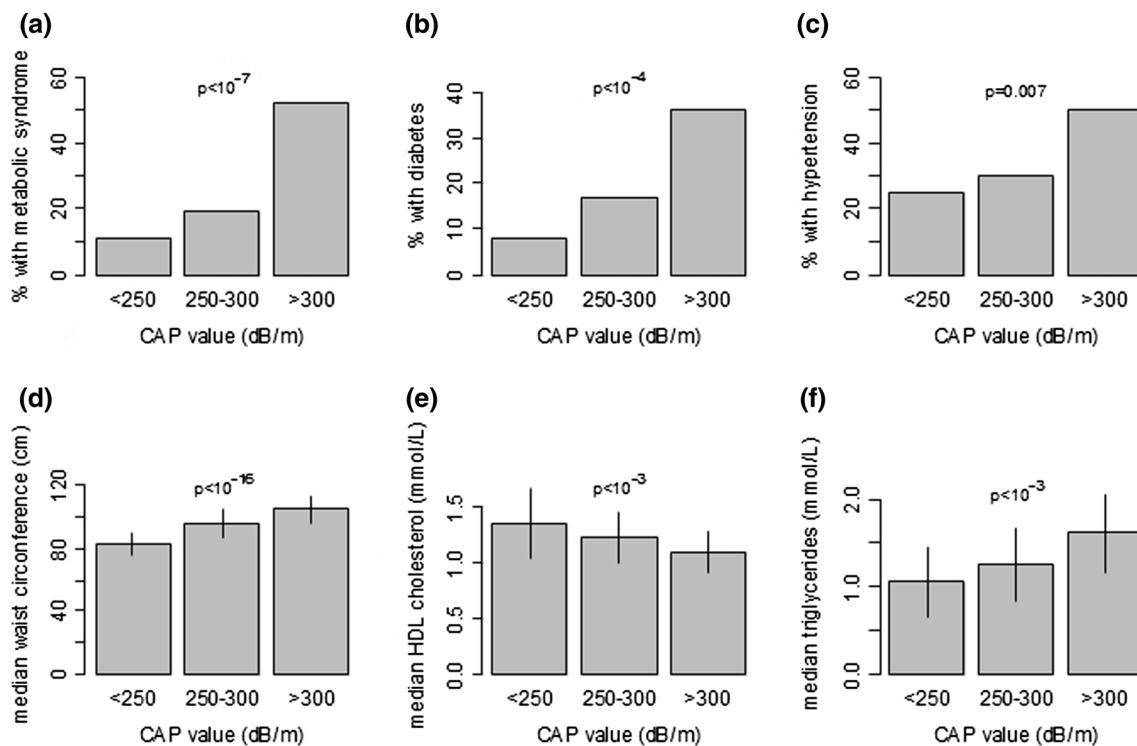 (a)
% with metabolic syndrome
60
40
20
0
p<10⁻⁷
<250 250-300 >300
CAP value (dB/m)
(b)
% with diabetes
40
30
20
10
0
p<10⁻⁴
<250 250-300 >300
CAP value (dB/m)
(c)
% with hypertension
60
40
20
0
p=0.007
<250 250-300 >300
CAP value (dB/m)
(d)
median waist circonference (cm)
120
80
40
0
p<10⁻¹⁶
<250 250-300 >300
CAP value (dB/m)
(e)
median HDL cholesterol (mmol/L)
1.5
1.0
0.5
0.0
p<10⁻³
<250 250-300 >300
CAP value (dB/m)
(f)
median triglycerides (mmol/L)
2.0
1.0
0.0
p<10⁻³
<250 250-300 >300
CAP value (dB/m)